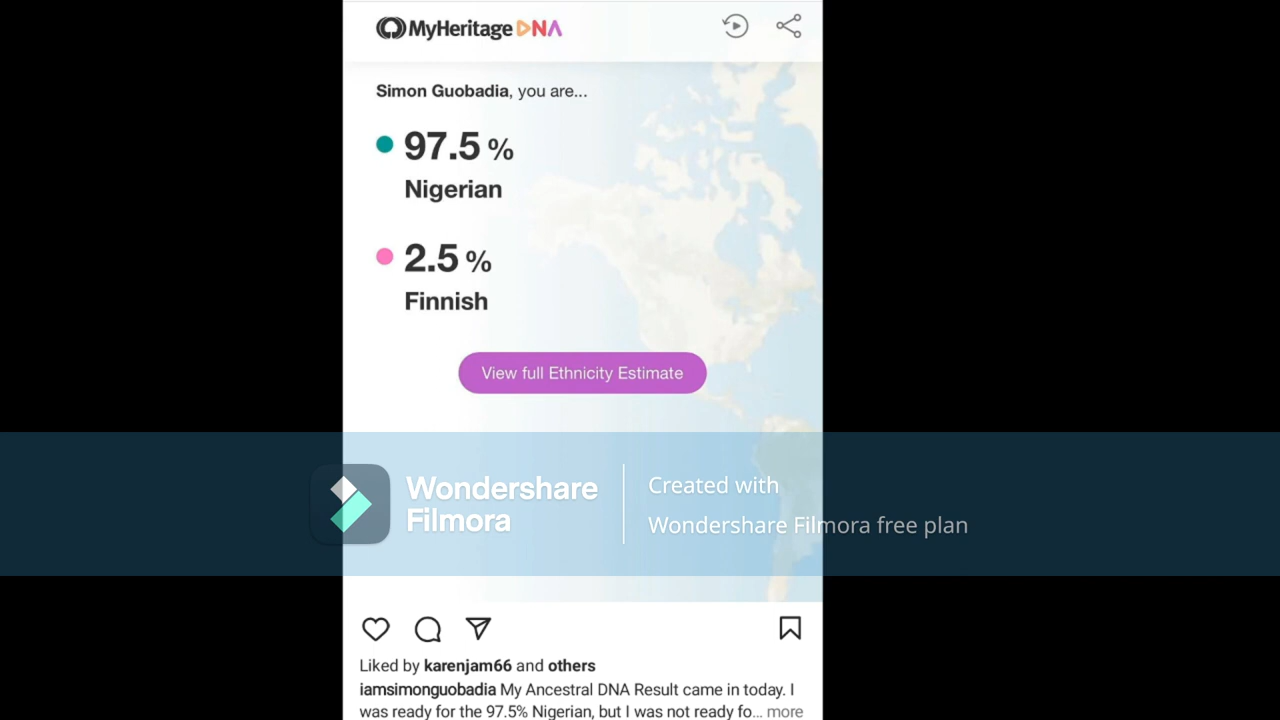 MyHeritage DNA
Simon Guobadia, you are...
97.5 %
Nigerian
2.5 %
Finnish
View full Ethnicity Estimate
Wondershare
Filmora
Created with
Wondershare Filmora free plan
Liked by karenjam66 and others
iamsimonguobadia My Ancestral DNA Result came in today. I
was ready for the 97.5% Nigerian, but I was not ready fo... more